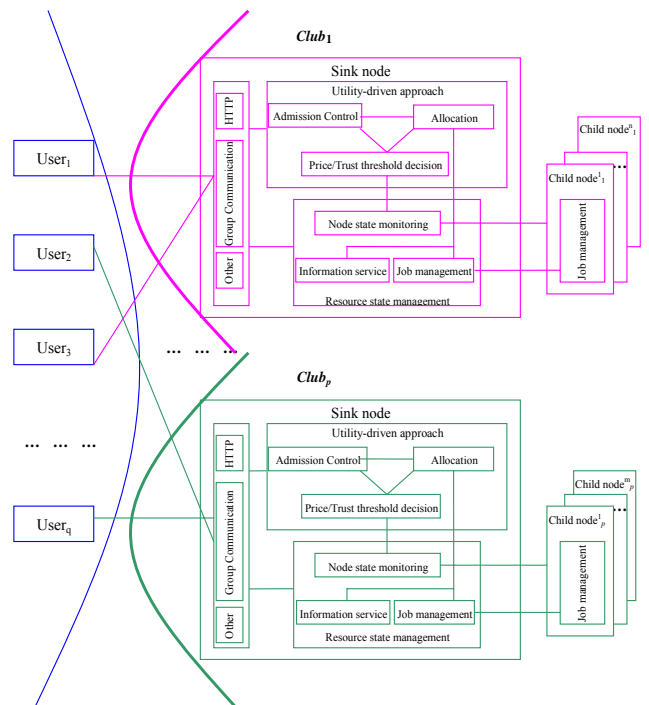 Club₁
Sink node
Utility-driven approach
HTTP
Admission Control
Allocation
User₁
Group Communication
Price/Trust threshold decision
Child nodeⁿ₁
...
Child node¹₁
Job management
Node state monitoring
User₂
Other
Information service
Job management
Resource state management
User₃
... ... ...
Clubₚ
Sink node
Utility-driven approach
HTTP
Admission Control
Allocation
... ... ...
Group Communication
Price/Trust threshold decision
Child nodeᵐₚ
...
Child node¹ₚ
User_q
Job management
Node state monitoring
Other
Information service
Job management
Resource state management